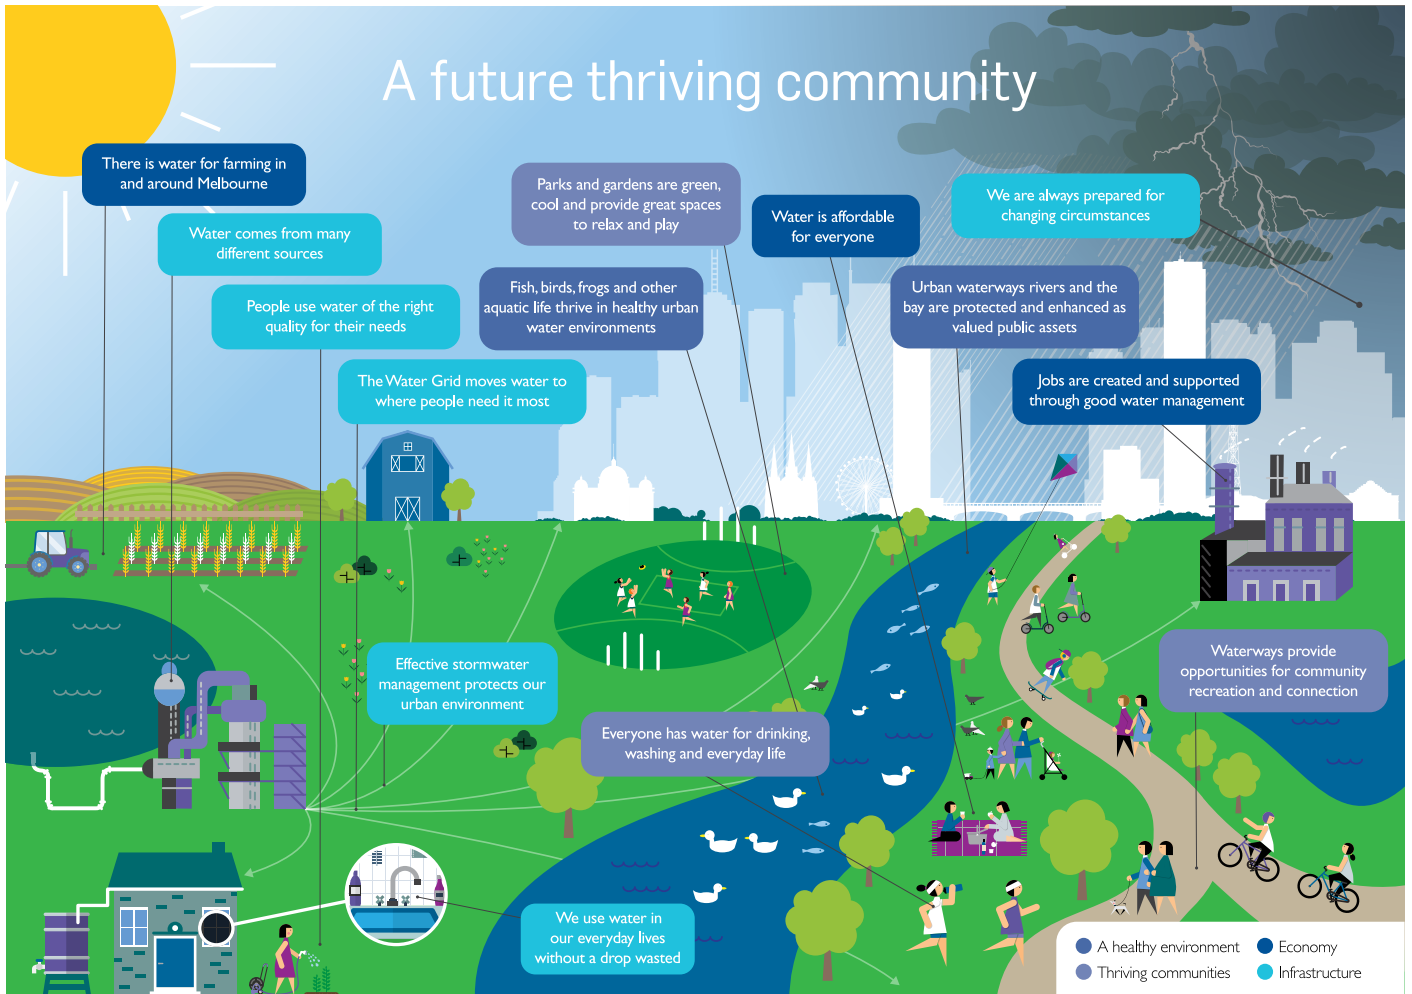 A future thriving community
There is water for farming in
and around Melbourne
Water comes from many
different sources
People use water of the right
quality for their needs
The Water Grid moves water to
where people need it most
Parks and gardens are green,
cool and provide great spaces
to relax and play
Fish, birds, frogs and other
aquatic life thrive in healthy urban
water environments
Water is affordable
for everyone
We are always prepared for
changing circumstances
Urban waterways rivers and the
bay are protected and enhanced as
valued public assets
Jobs are created and supported
through good water management
Effective stormwater
management protects our
urban environment
Everyone has water for drinking,
washing and everyday life
Waterways provide
opportunities for community
recreation and connection
We use water in
our everyday lives
without a drop wasted
A healthy environment
Economy
Thriving communities
Infrastructure